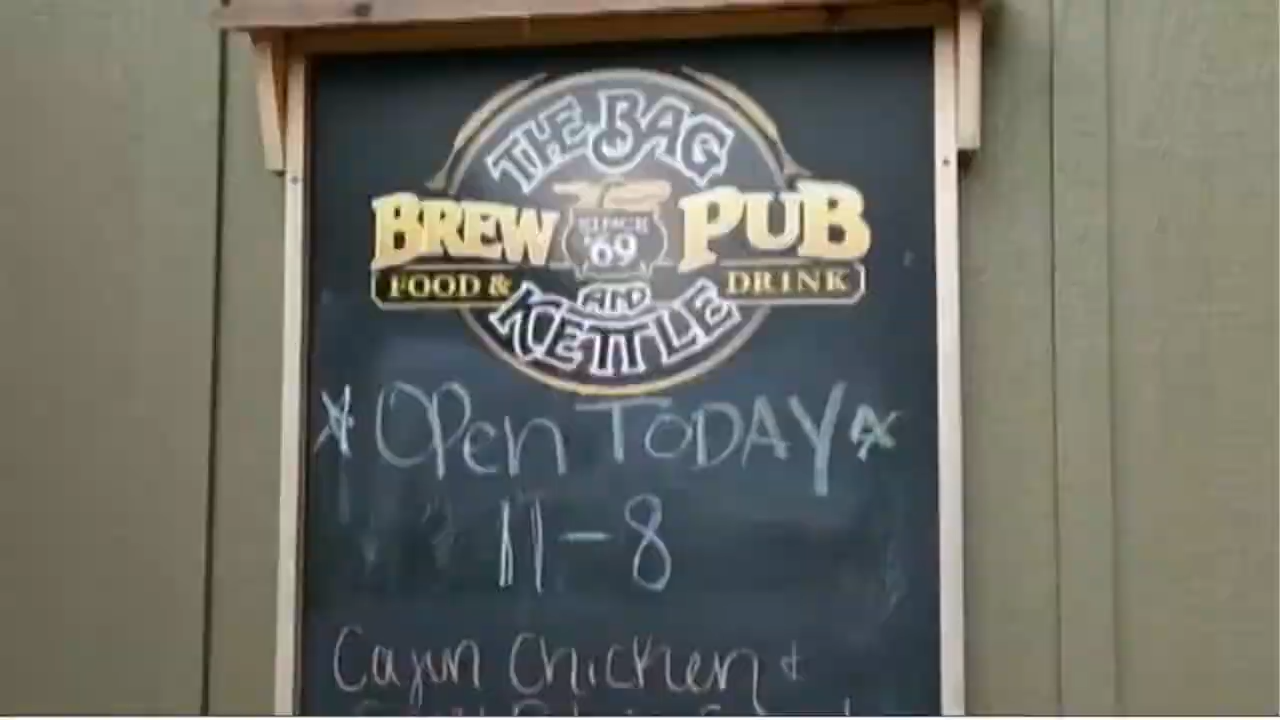 THE BAG
BREW SINCE '69 PUB
FOOD & DRINK
AND
KETTLE
OPen TODAY
11-8
Cajun Chicken &